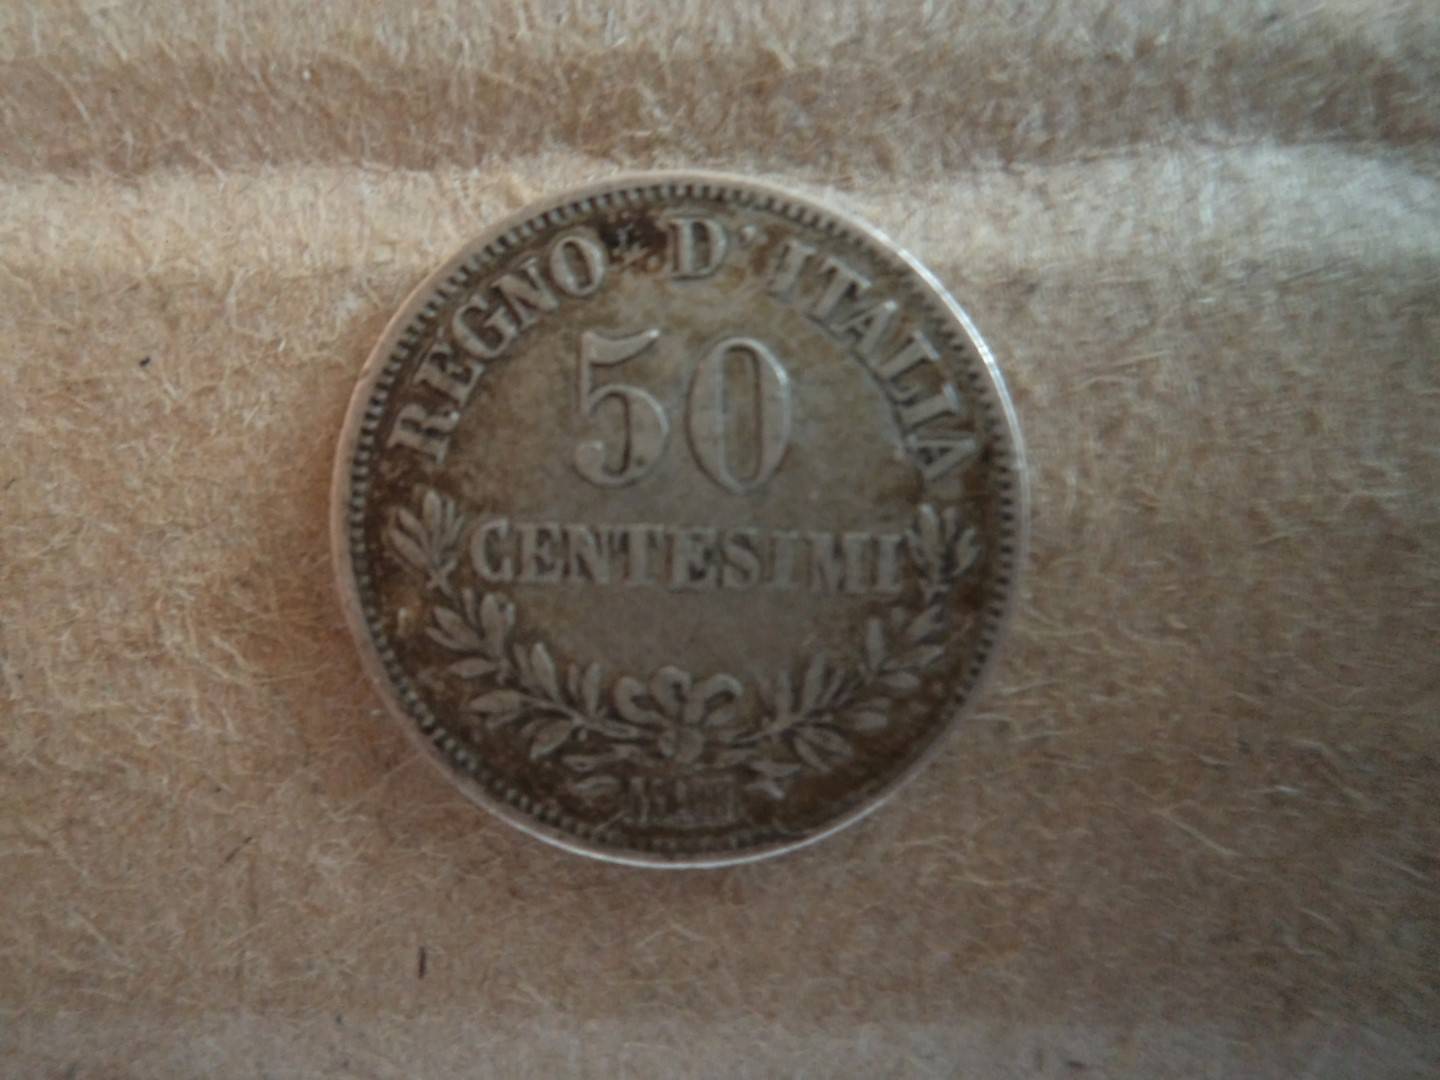 REGNO D'ITALIA
50
CENTESIMI